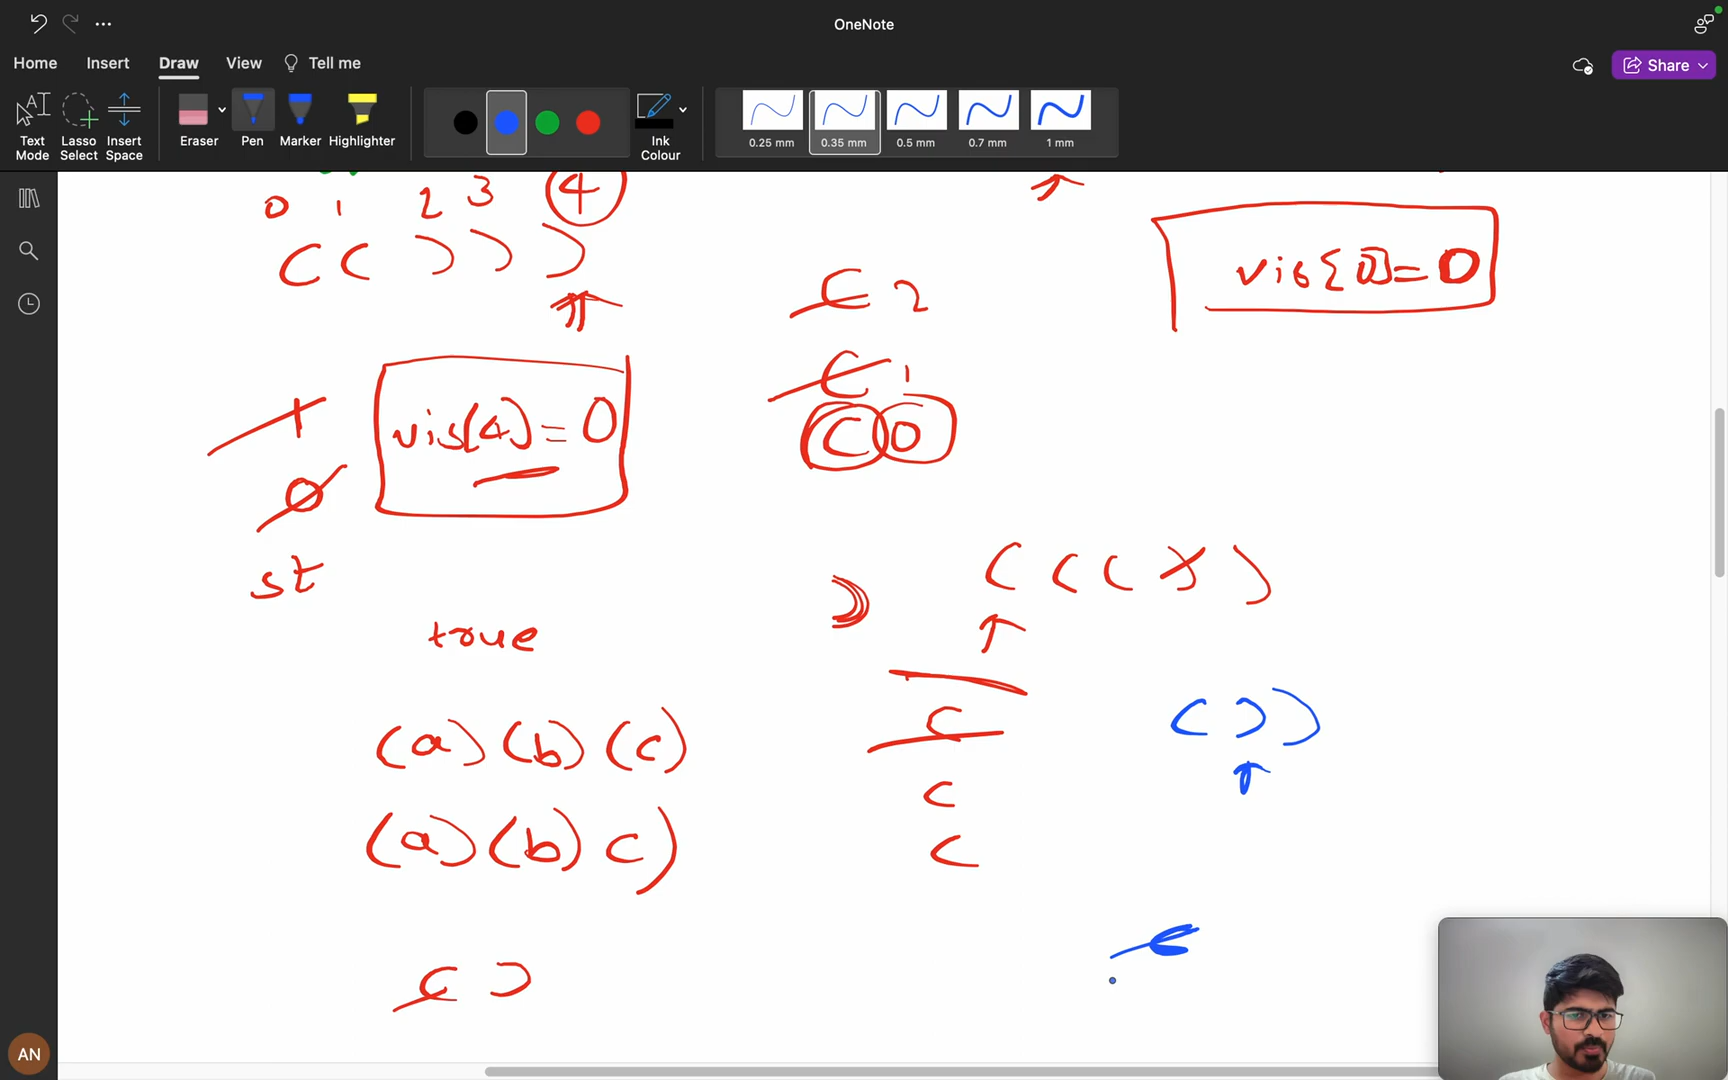 OneNote
Home Insert Draw View Tell me
Share
Text Mode
Lasso Select
Insert Space
Eraser
Pen
Marker
Highlighter
Ink Colour
0.25 mm
0.35 mm
0.5 mm
0.7 mm
1 mm
0 1 2 3 4
( ( ) ) )
vis[0]=0
( 2
( 1
( 0
1
vis(4)=0
0
st
( ( ( ) )
)
true
(
( ) )
(a) (b) (c)
(
(a) (b) c)
(
(
( )
AN